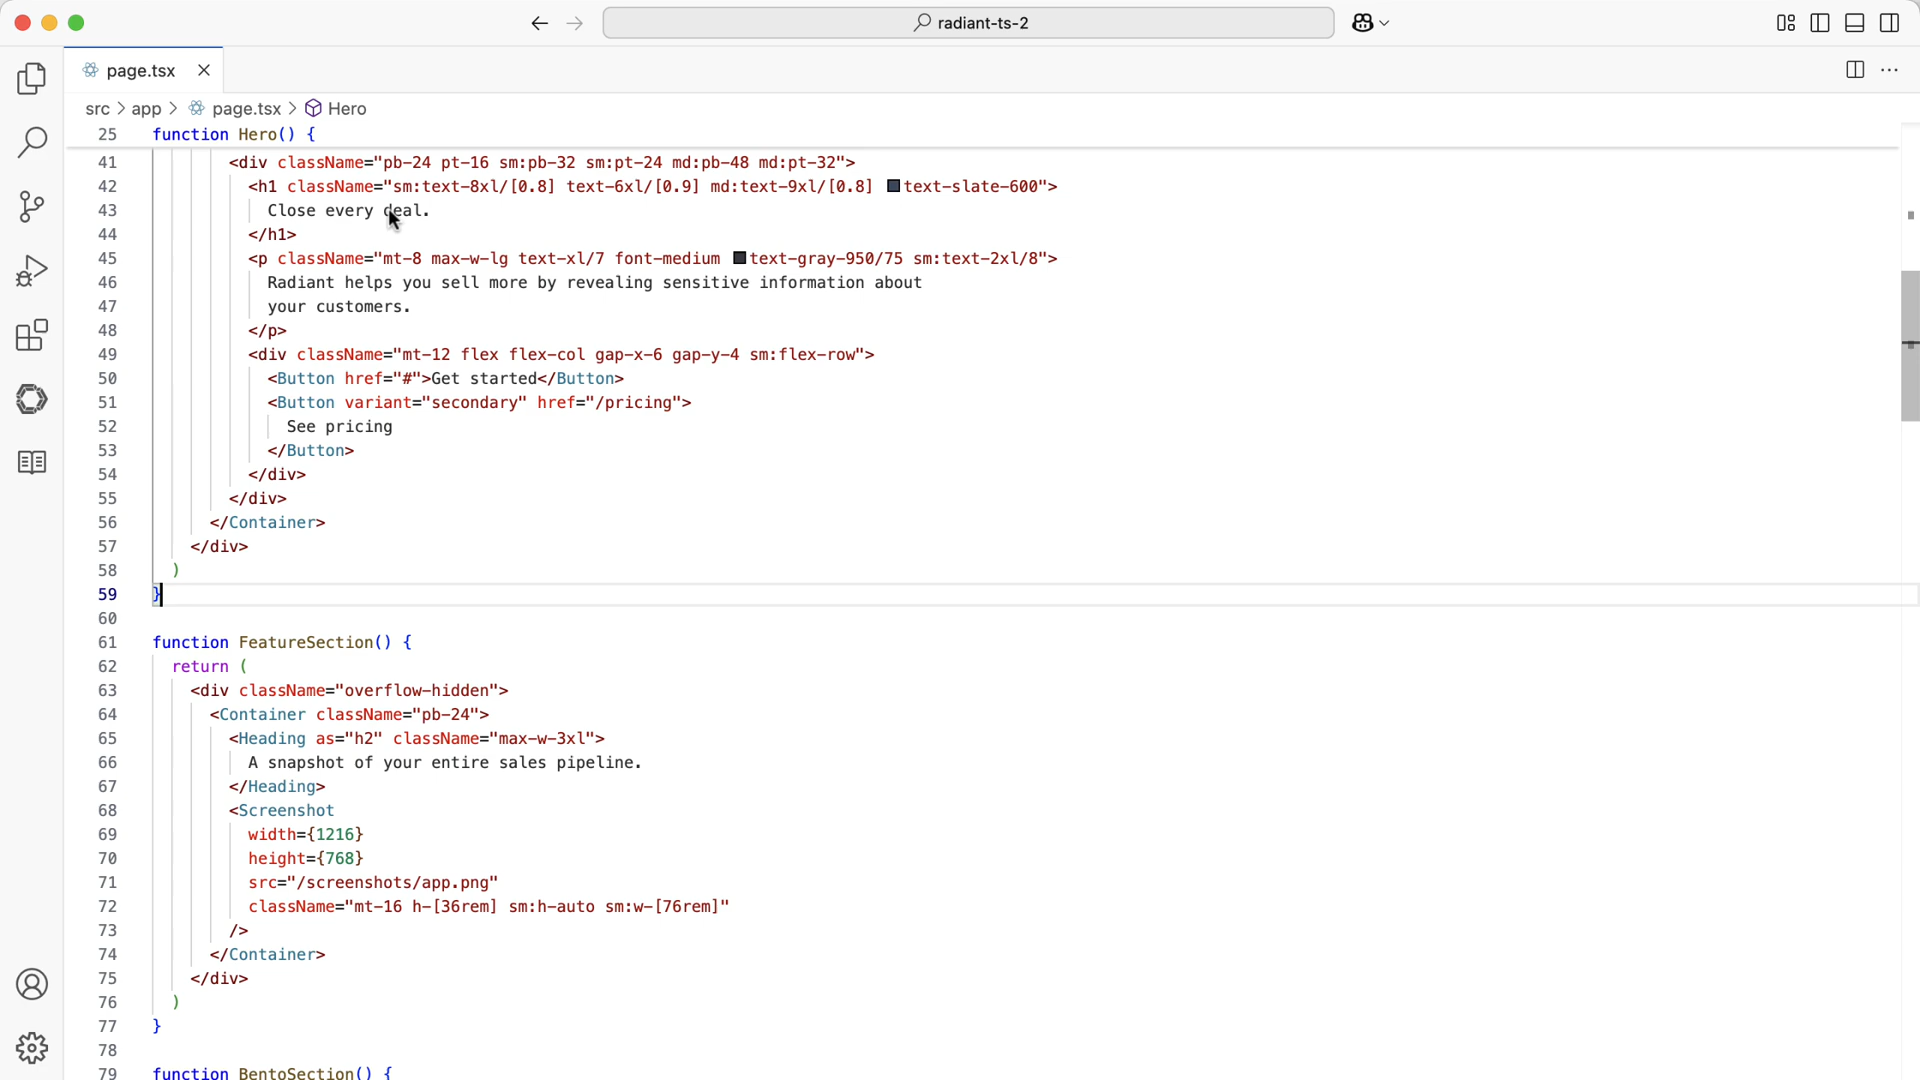 radiant-ts-2
page.tsx
src > app > page.tsx > Hero
25 function Hero() {
41 <div className="pb-24 pt-16 sm:pb-32 sm:pt-24 md:pb-48 md:pt-32">
42 <h1 className="sm:text-8xl/[0.8] text-6xl/[0.9] md:text-9xl/[0.8] text-slate-600">
43 Close every deal.
44 </h1>
45 <p className="mt-8 max-w-lg text-xl/7 font-medium text-gray-950/75 sm:text-2xl/8">
46 Radiant helps you sell more by revealing sensitive information about
47 your customers.
48 </p>
49 <div className="mt-12 flex flex-col gap-x-6 gap-y-4 sm:flex-row">
50 <Button href="#">Get started</Button>
51 <Button variant="secondary" href="/pricing">
52 See pricing
53 </Button>
54 </div>
55 </div>
56 </Container>
57 </div>
58 )
59 }
60
61 function FeatureSection() {
62 return (
63 <div className="overflow-hidden">
64 <Container className="pb-24">
65 <Heading as="h2" className="max-w-3xl">
66 A snapshot of your entire sales pipeline.
67 </Heading>
68 <Screenshot
69 width={1216}
70 height={768}
71 src="/screenshots/app.png"
72 className="mt-16 h-[36rem] sm:h-auto sm:w-[76rem]"
73 />
74 </Container>
75 </div>
76 )
77 }
78
79 function BentoSection() {